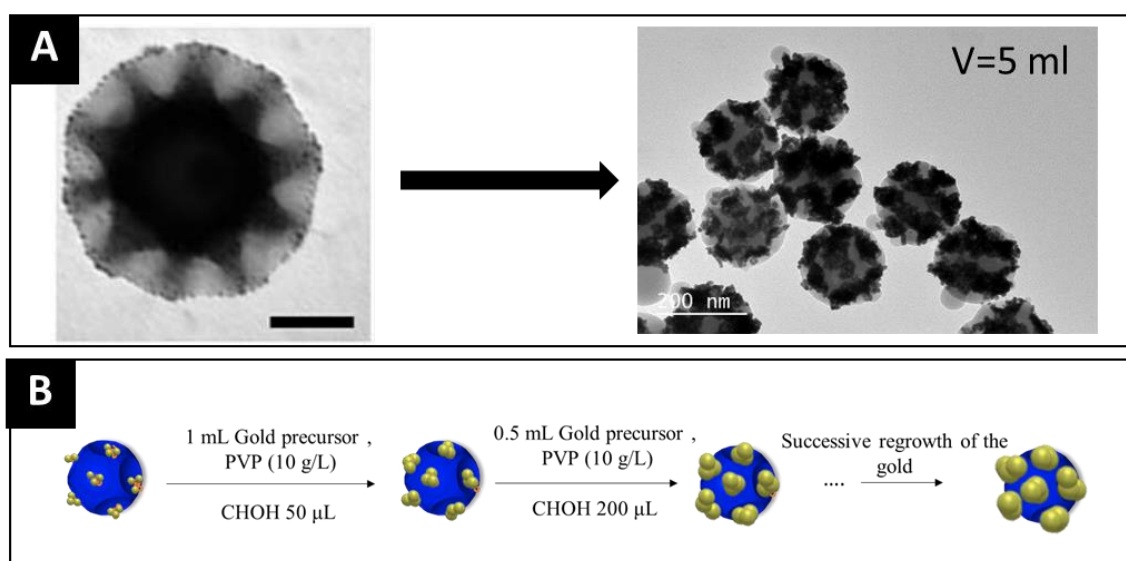 A
V=5 ml
200 nm
B
1 mL Gold precursor ,
PVP (10 g/L)
CHOH 50 μL
0.5 mL Gold precursor ,
PVP (10 g/L)
CHOH 200 μL
Successive regrowth of the
gold
....